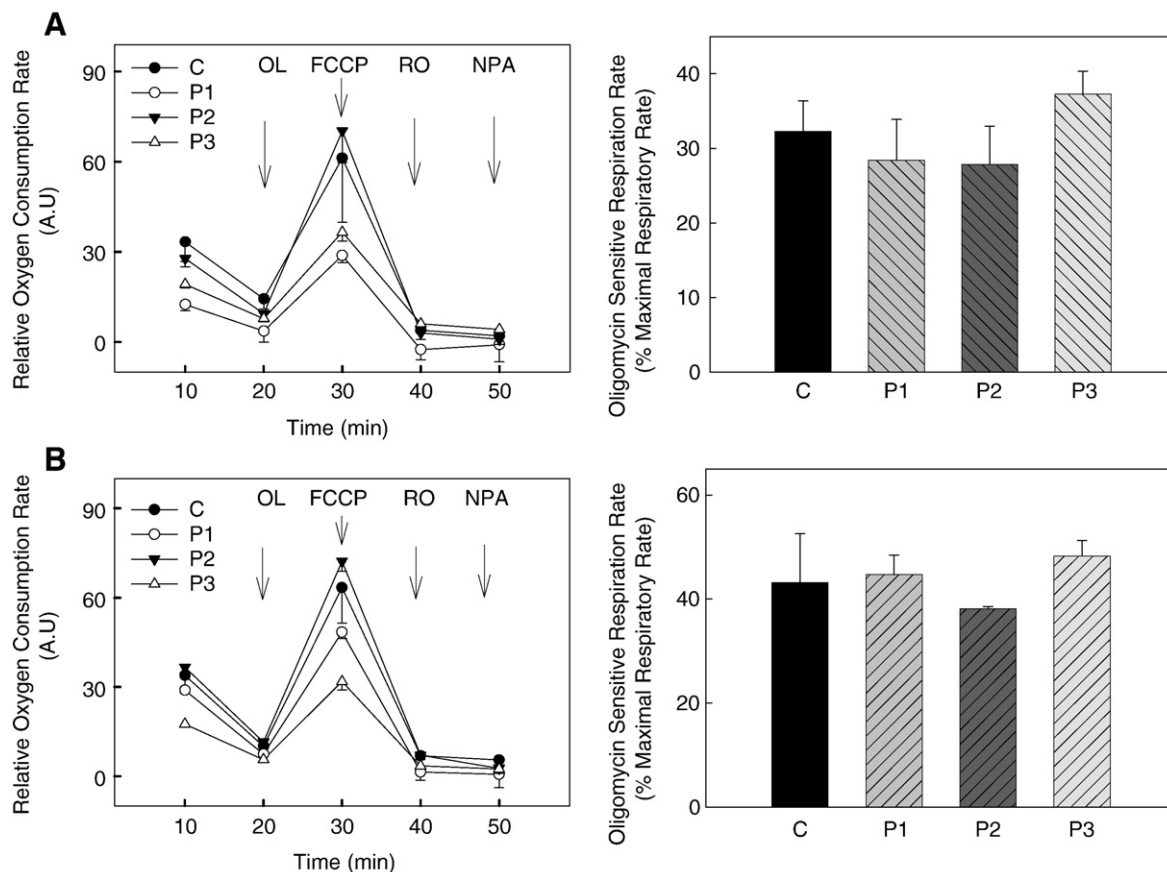 A
Relative Oxygen Consumption Rate
(A.U)
90
60
30
0
C
P1
P2
P3
OL FCCP RO NPA
10 20 30 40 50
Time (min)
Oligomycin Sensitive Respiration Rate
(% Maximal Respiratory Rate)
40
30
20
10
0
C P1 P2 P3
B
Relative Oxygen Consumption Rate
(A.U)
90
60
30
0
C
P1
P2
P3
OL FCCP RO NPA
10 20 30 40 50
Time (min)
Oligomycin Sensitive Respiration Rate
(% Maximal Respiratory Rate)
60
40
20
0
C P1 P2 P3